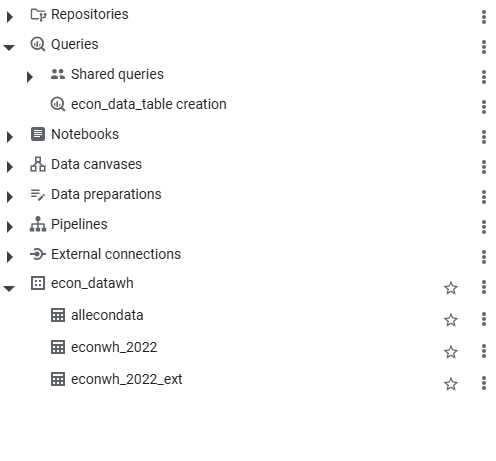 Repositories
Queries
Shared queries
econ_data_table creation
Notebooks
Data canvases
Data preparations
Pipelines
External connections
econ_datawh
allecondata
econwh_2022
econwh_2022_ext